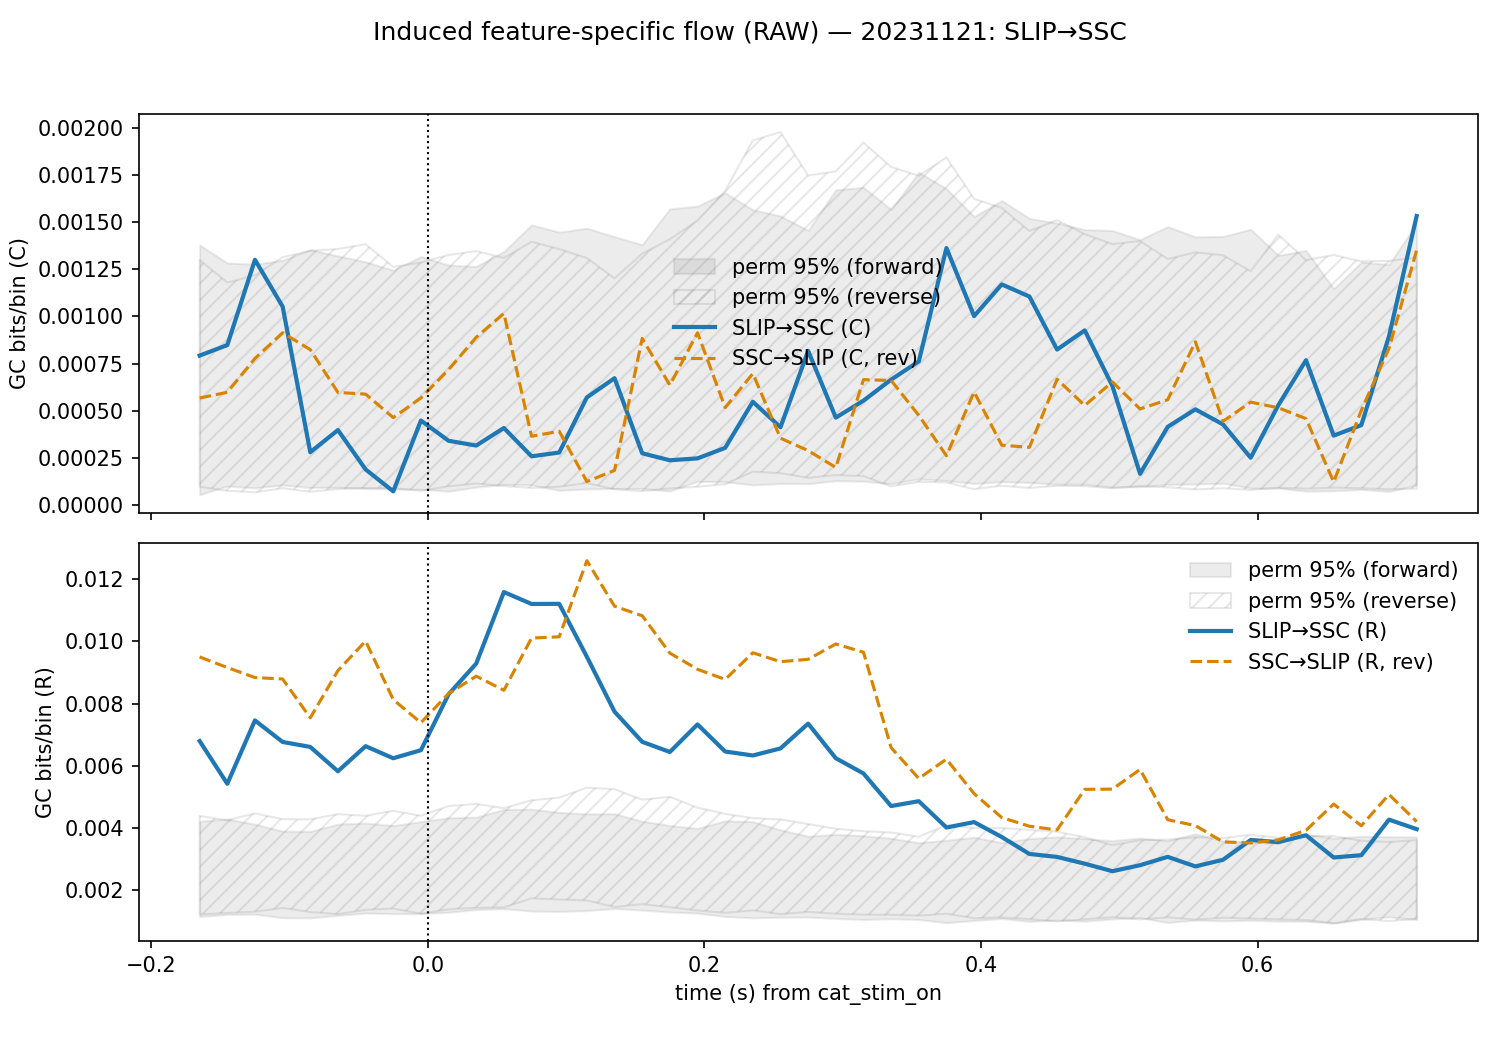 Induced feature-specific flow (RAW) — 20231121: SLIP→SSC
GC bits/bin (C)
0.00200
0.00175
0.00150
0.00125
0.00100
0.00075
0.00050
0.00025
0.00000
perm 95% (forward)
perm 95% (reverse)
SLIP→SSC (C)
SSC→SLIP (C, rev)
GC bits/bin (R)
0.012
0.010
0.008
0.006
0.004
0.002
perm 95% (forward)
perm 95% (reverse)
SLIP→SSC (R)
SSC→SLIP (R, rev)
−0.2 0.0 0.2 0.4 0.6
time (s) from cat_stim_on